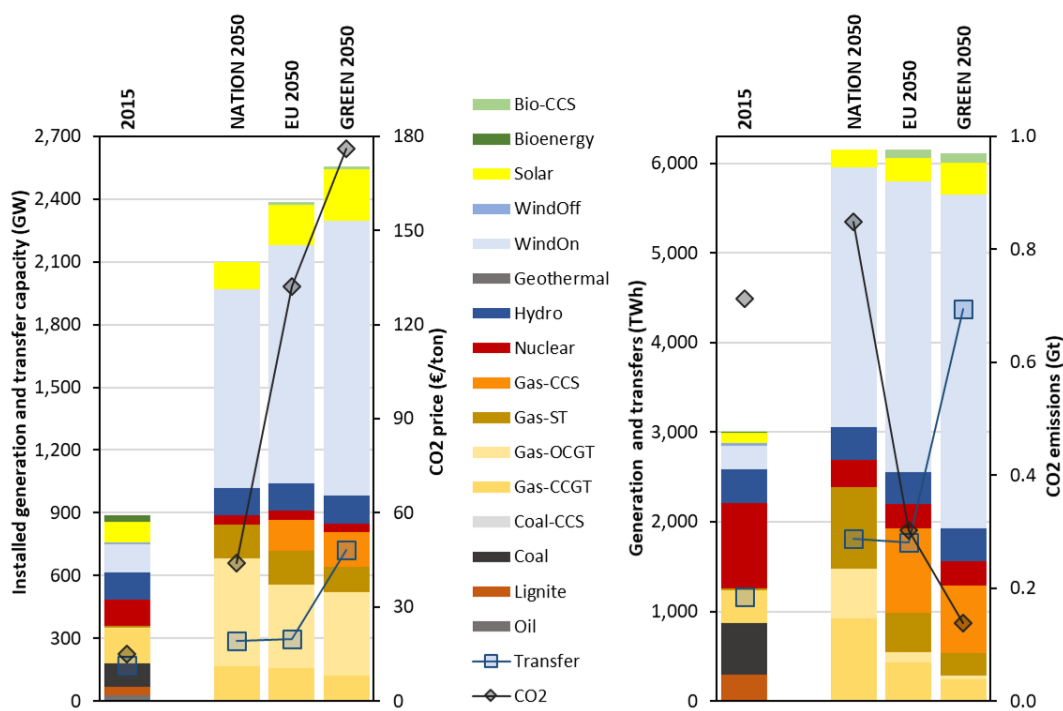 2015
NATION 2050
EU 2050
GREEN 2050
Installed generation and transfer capacity (GW)
2,700
2,400
2,100
1,800
1,500
1,200
900
600
300
0
180
150
120
90
60
30
0
CO2 price (€/ton)
Bio-CCS
Bioenergy
Solar
WindOff
WindOn
Geothermal
Hydro
Nuclear
Gas-CCS
Gas-ST
Gas-OCGT
Gas-CCGT
Coal-CCS
Coal
Lignite
Oil
Transfer
CO2
2015
NATION 2050
EU 2050
GREEN 2050
Generation and transfers (TWh)
6,000
5,000
4,000
3,000
2,000
1,000
0
1.0
0.8
0.6
0.4
0.2
0.0
CO2 emissions (Gt)